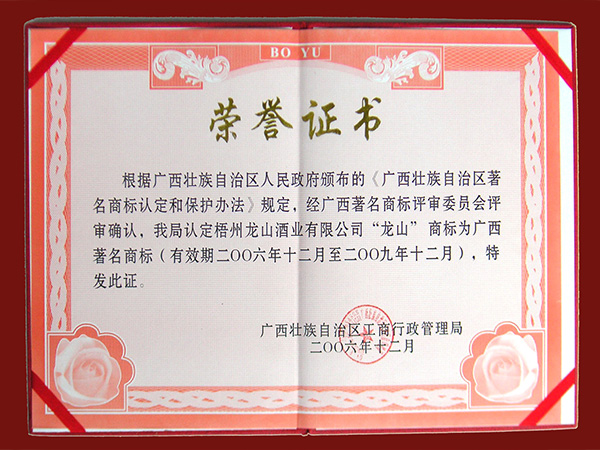 BO YU
荣誉证书
根据广西壮族自治区人民政府颁布的《广西壮族自治区著
名商标认定和保护办法》规定，经广西著名商标评审委员会评
审确认，我局认定梧州龙山酒业有限公司“龙山”商标为广西
著名商标（有效期二〇〇六年十二月至二〇〇九年十二月），特
发此证。
广西壮族自治区工商行政管理局
二〇〇六年十二月